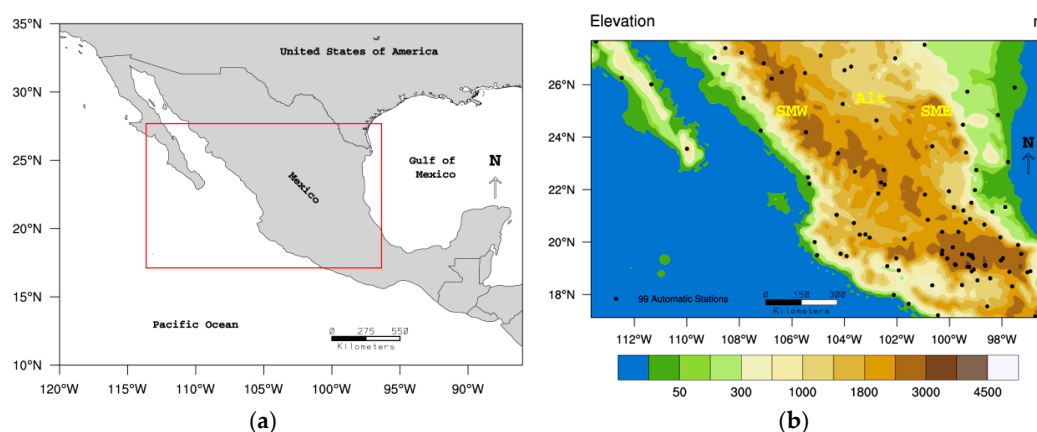 35°N
30°N
25°N
20°N
15°N
10°N
120°W
115°W
110°W
105°W
100°W
95°W
90°W
United States of America
Gulf of
Mexico
N
Mexico
Pacific Ocean
0 275 550
Kilometers
(a)
Elevation
m
26°N
24°N
22°N
20°N
18°N
SMW
Alt
SME
N
99 Automatic Stations
0 150 300
Kilometers
112°W
110°W
108°W
106°W
104°W
102°W
100°W
98°W
50
300
1000
1800
3000
4500
(b)